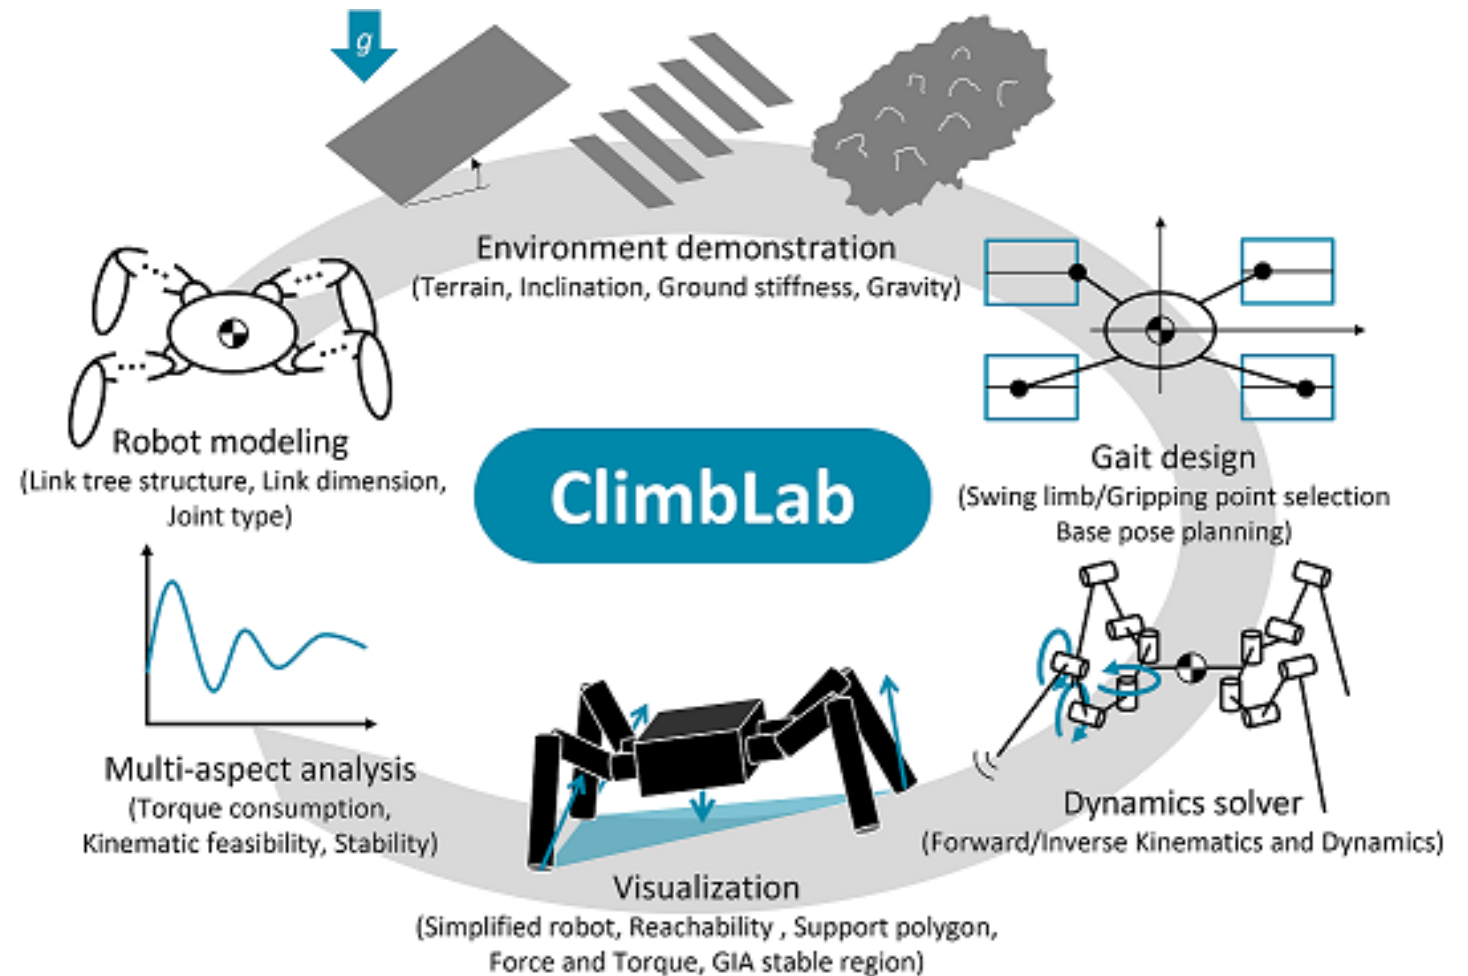 g
Environment demonstration
(Terrain, Inclination, Ground stiffness, Gravity)
Robot modeling
(Link tree structure, Link dimension,
Joint type)
Gait design
(Swing limb/Gripping point selection
Base pose planning)
ClimbLab
Multi-aspect analysis
(Torque consumption,
Kinematic feasibility, Stability)
Dynamics solver
(Forward/Inverse Kinematics and Dynamics)
Visualization
(Simplified robot, Reachability , Support polygon,
Force and Torque, GIA stable region)